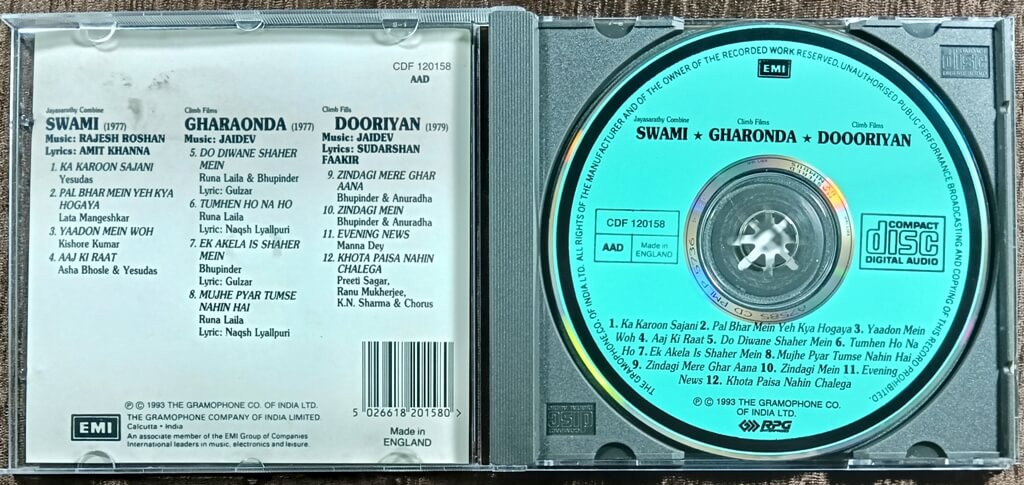 CDF 120158
AAD
Jayasarathy Combine
SWAMI (1977)
Music: RAJESH ROSHAN
Lyrics: AMIT KHANNA
1. KA KAROON SAJANI
Yesudas
2. PAL BHAR MEIN YEH KYA
HOGAYA
Lata Mangeshkar
3. YAADON MEIN WOH
Kishore Kumar
4. AAJ KI RAAT
Asha Bhosle & Yesudas
Climb Films
GHARAONDA (1977)
Music: JAIDEV
5. DO DIWANE SHAHER
MEIN
Runa Laila & Bhupinder
Lyric: Gulzar
6. TUMHEN HO NA HO
Runa Laila
Lyric: Naqsh Lyallpuri
7. EK AKELA IS SHAHER
MEIN
Bhupinder
Lyric: Gulzar
8. MUJHE PYAR TUMSE
NAHIN HAI
Runa Laila
Lyric: Naqsh Lyallpuri
Climb Fills
DOORIYAN (1979)
Music: JAIDEV
Lyrics: SUDARSHAN
FAAKIR
9. ZINDAGI MERE GHAR
AANA
Bhupinder & Anuradha
10. ZINDAGI MEIN
Bhupinder & Anuradha
11. EVENING NEWS
Manna Dey
12. KHOTA PAISA NAHIN
CHALEGA
Preeti Sagar,
Ranu Mukherjee,
K.N. Sharma & Chorus
5 026618 201580 >
EMI
Ⓟ © 1993 THE GRAMOPHONE CO. OF INDIA LTD.
THE GRAMOPHONE COMPANY OF INDIA LIMITED
Calcutta • India
An associate member of the EMI Group of Companies
International leaders in music, electronics and leisure.
Made in
ENGLAND
THE GRAMOPHONE CO. OF INDIA LTD. ALL RIGHTS OF THE MANUFACTURER AND OF THE OWNER OF THE RECORDED WORK RESERVED. UNAUTHORISED PUBLIC PERFORMANCE BROADCASTING AND COPYING OF THIS RECORD PROHIBITED.
EMI
Jayasarathy Combine
Climb Films
Climb Films
SWAMI ★ GHARONDA ★ DOOORIYAN
CDF 120158
AAD
Made in
ENGLAND
COMPACT
disc
DIGITAL AUDIO
1. Ka Karoon Sajani 2. Pal Bhar Mein Yeh Kya Hogaya 3. Yaadon Mein
Woh 4. Aaj Ki Raat 5. Do Diwane Shaher Mein 6. Tumhen Ho Na
Ho 7. Ek Akela Is Shaher Mein 8. Mujhe Pyar Tumse Nahin Hai
9. Zindagi Mere Ghar Aana 10. Zindagi Mein 11. Evening
News 12. Khota Paisa Nahin Chalega
Ⓟ © 1993 THE GRAMOPHONE CO.
OF INDIA LTD.
RPG